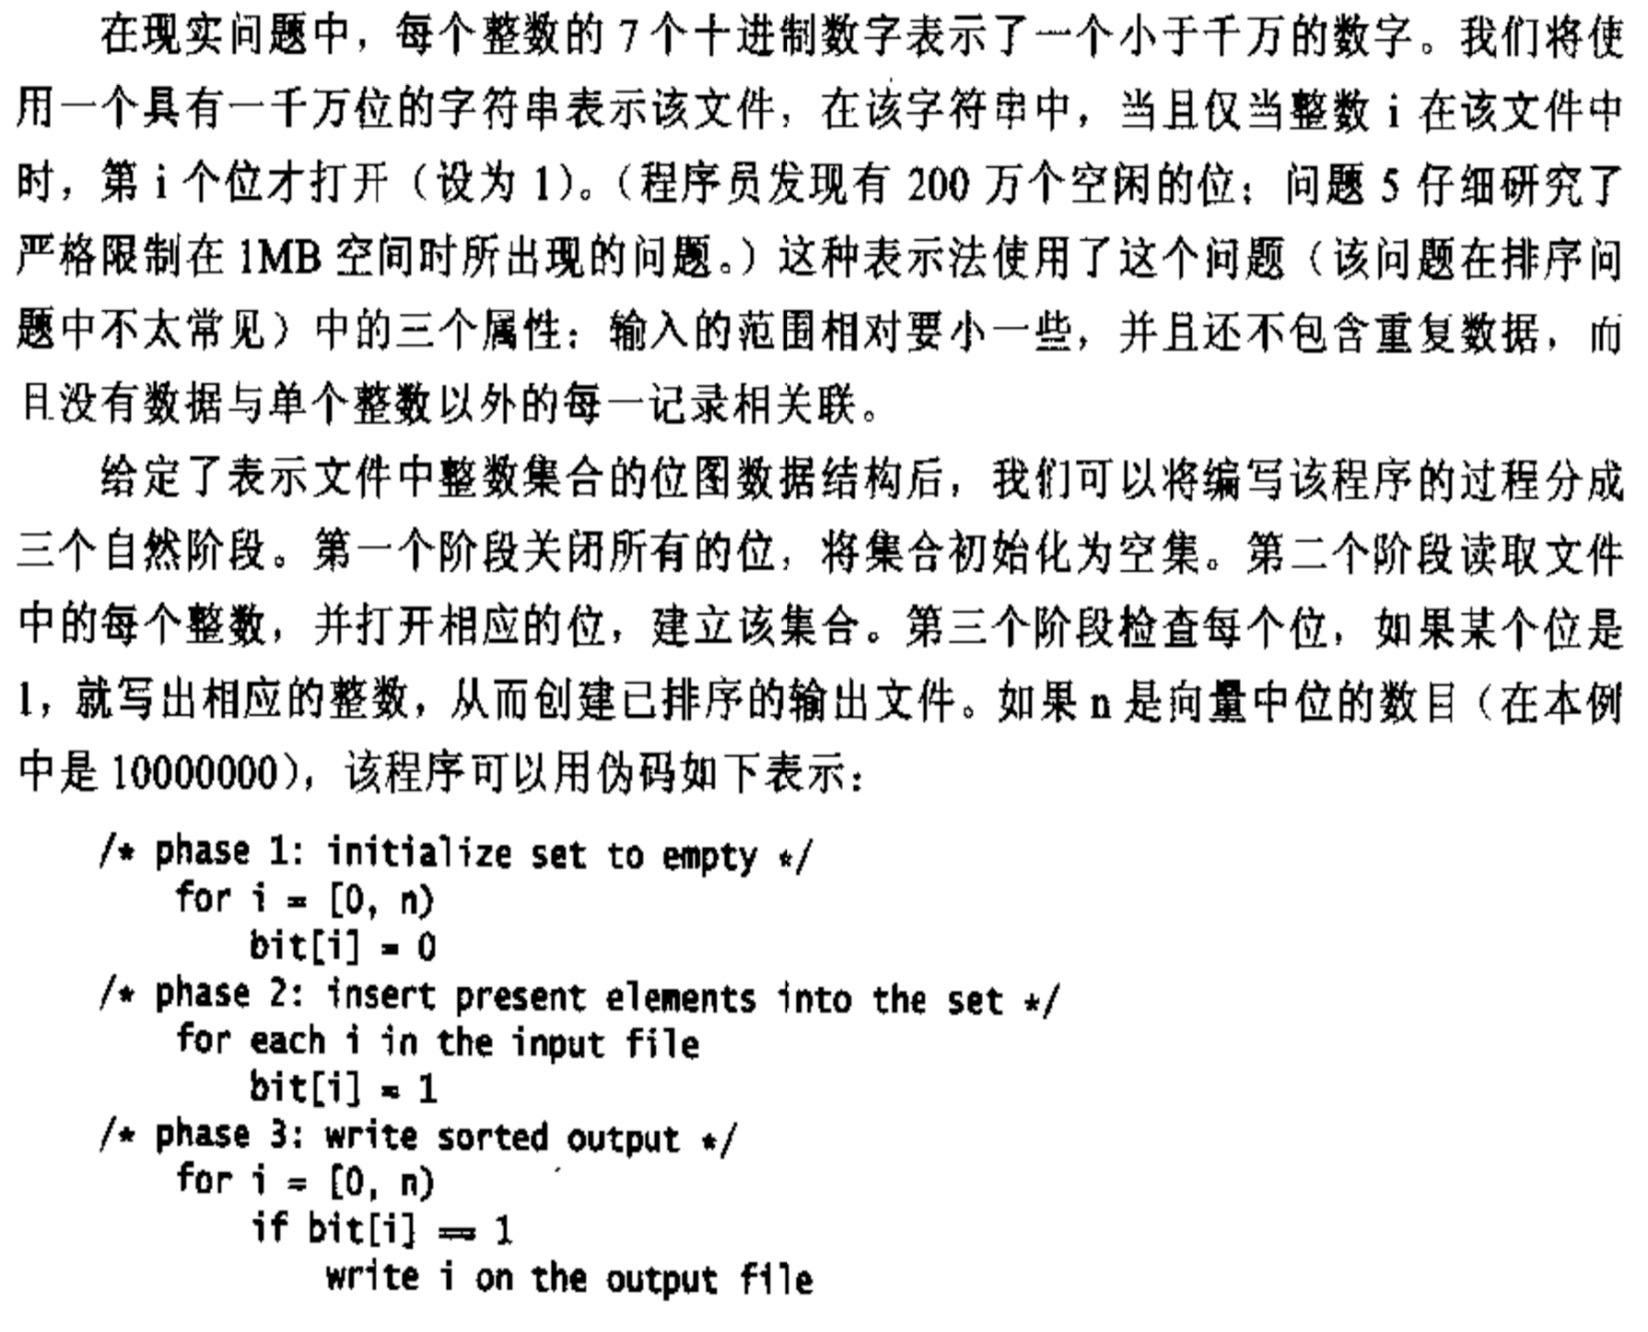 在现实问题中，每个整数的 7 个十进制数字表示了一个小于千万的数字。我们将使
用一个具有一千万位的字符串表示该文件，在该字符串中，当且仅当整数 i 在该文件中
时，第 i 个位才打开（设为 1）。（程序员发现有 200 万个空闲的位；问题 5 仔细研究了
严格限制在 1MB 空间时所出现的问题。）这种表示法使用了这个问题（该问题在排序问
题中不太常见）中的三个属性：输入的范围相对要小一些，并且还不包含重复数据，而
且没有数据与单个整数以外的每一记录相关联。
给定了表示文件中整数集合的位图数据结构后，我们可以将编写该程序的过程分成
三个自然阶段。第一个阶段关闭所有的位，将集合初始化为空集。第二个阶段读取文件
中的每个整数，并打开相应的位，建立该集合。第三个阶段检查每个位，如果某个位是
1，就写出相应的整数，从而创建已排序的输出文件。如果 n 是向量中位的数目（在本例
中是 10000000），该程序可以用伪码如下表示：
/* phase 1: initialize set to empty */
for i = [0, n)
bit[i] = 0
/* phase 2: insert present elements into the set */
for each i in the input file
bit[i] = 1
/* phase 3: write sorted output */
for i = [0, n)
if bit[i] == 1
write i on the output file